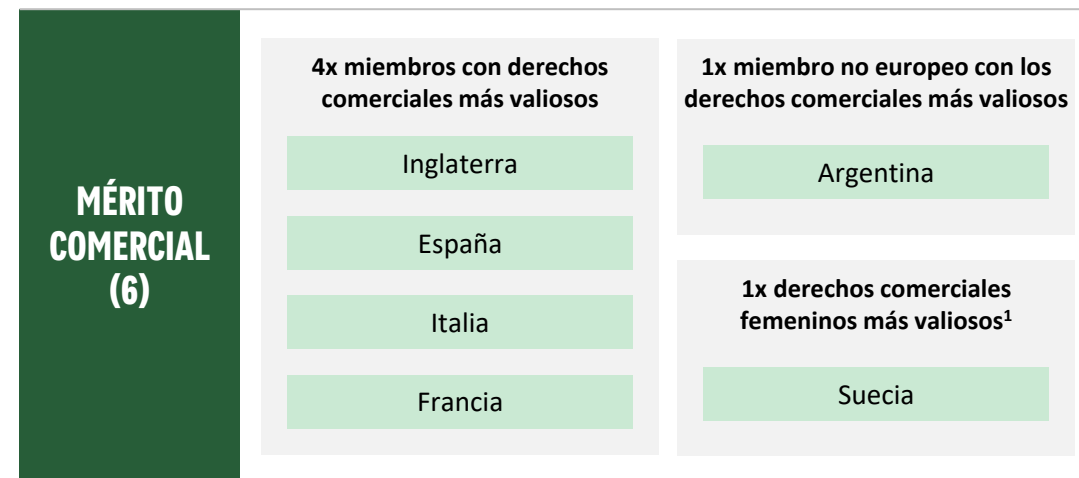 MÉRITO
COMERCIAL
(6)
4x miembros con derechos
comerciales más valiosos
Inglaterra
España
Italia
Francia
1x miembro no europeo con los
derechos comerciales más valiosos
Argentina
1x derechos comerciales
femeninos más valiosos¹
Suecia